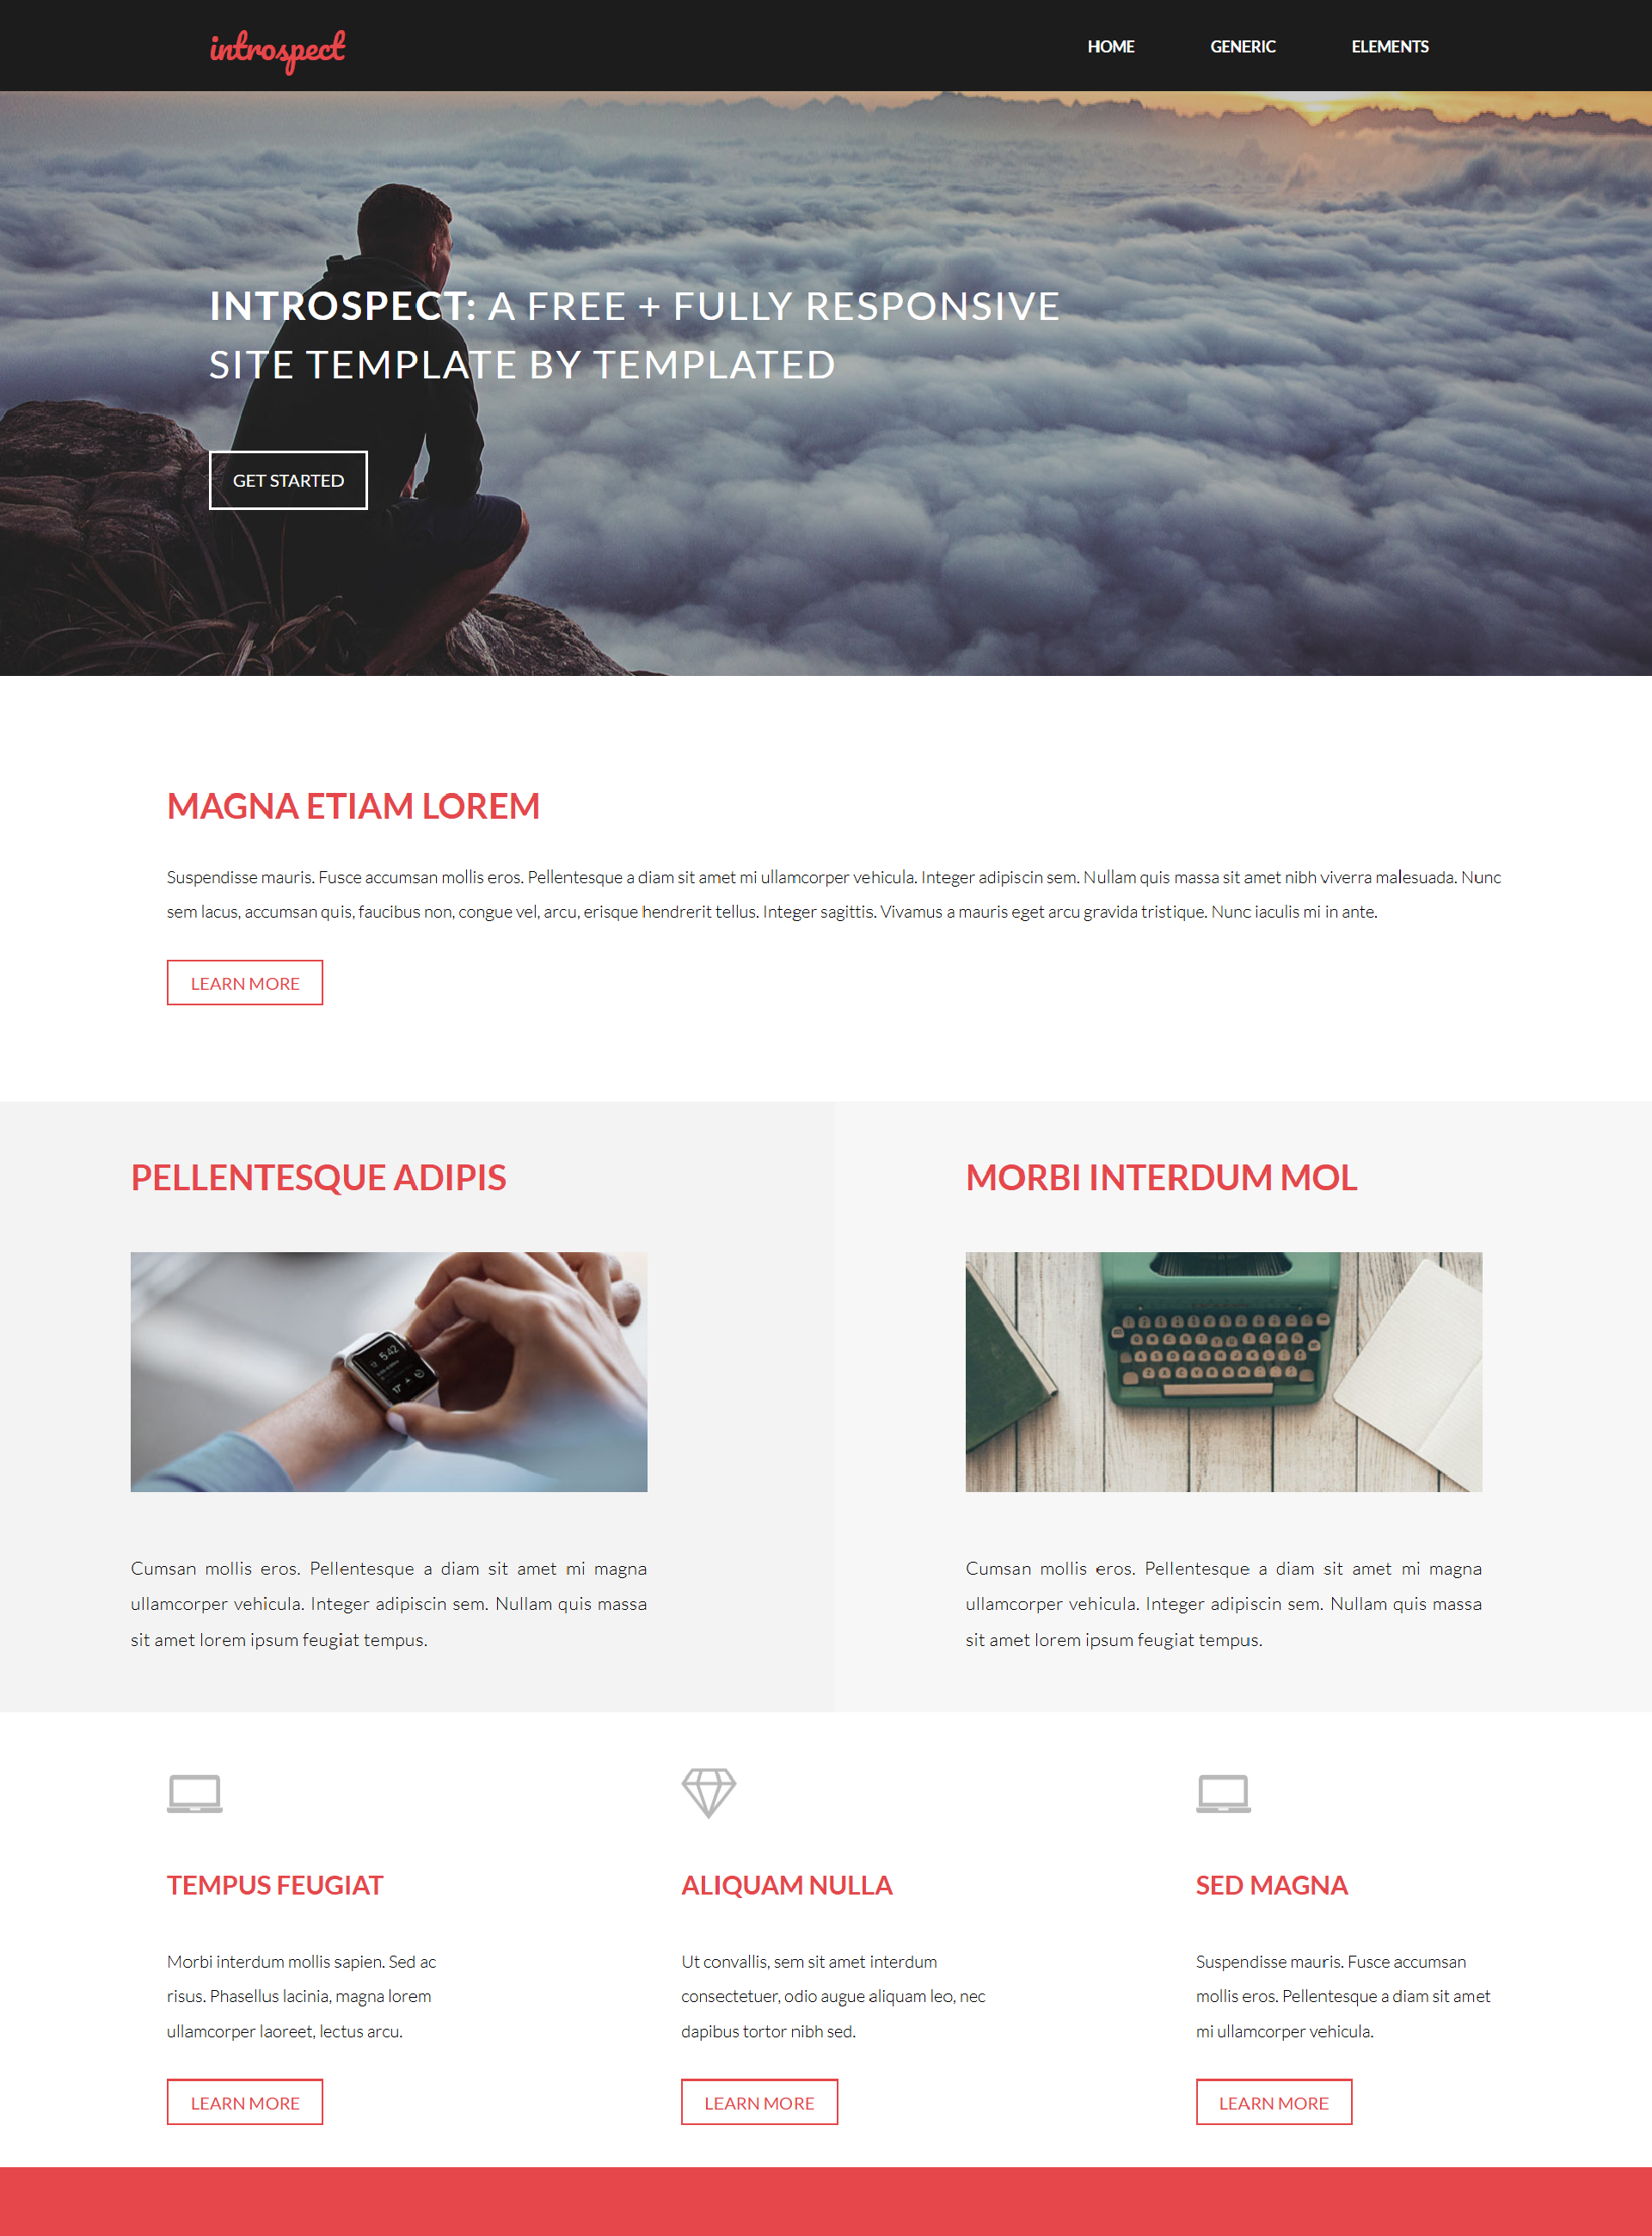 introspect
HOME GENERIC ELEMENTS
INTROSPECT: A FREE + FULLY RESPONSIVE
SITE TEMPLATE BY TEMPLATED
GET STARTED
MAGNA ETIAM LOREM
Suspendisse mauris. Fusce accumsan mollis eros. Pellentesque a diam sit amet mi ullamcorper vehicula. Integer adipiscin sem. Nullam quis massa sit amet nibh viverra malesuada. Nunc
sem lacus, accumsan quis, faucibus non, congue vel, arcu, erisque hendrerit tellus. Integer sagittis. Vivamus a mauris eget arcu gravida tristique. Nunc iaculis mi in ante.
LEARN MORE
PELLENTESQUE ADIPIS
5:42
17°
Cumsan mollis eros. Pellentesque a diam sit amet mi magna
ullamcorper vehicula. Integer adipiscin sem. Nullam quis massa
sit amet lorem ipsum feugiat tempus.
MORBI INTERDUM MOL
Cumsan mollis eros. Pellentesque a diam sit amet mi magna
ullamcorper vehicula. Integer adipiscin sem. Nullam quis massa
sit amet lorem ipsum feugiat tempus.
TEMPUS FEUGIAT
Morbi interdum mollis sapien. Sed ac
risus. Phasellus lacinia, magna lorem
ullamcorper laoreet, lectus arcu.
LEARN MORE
ALIQUAM NULLA
Ut convallis, sem sit amet interdum
consectetuer, odio augue aliquam leo, nec
dapibus tortor nibh sed.
LEARN MORE
SED MAGNA
Suspendisse mauris. Fusce accumsan
mollis eros. Pellentesque a diam sit amet
mi ullamcorper vehicula.
LEARN MORE